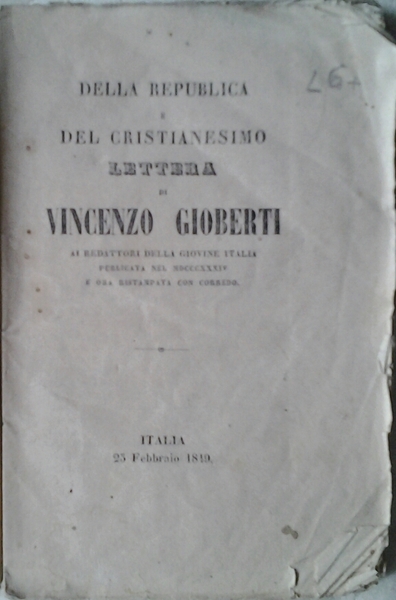 DELLA REPUBLICA
E
DEL CRISTIANESIMO
LETTERA
DI
VINCENZO GIOBERTI
AI REDATTORI DELLA GIOVINE ITALIA
PUBLICATA NEL MDCCCXXXIV
E ORA RISTAMPATA CON CORREDO.
ITALIA
25 Febbraio 1849.